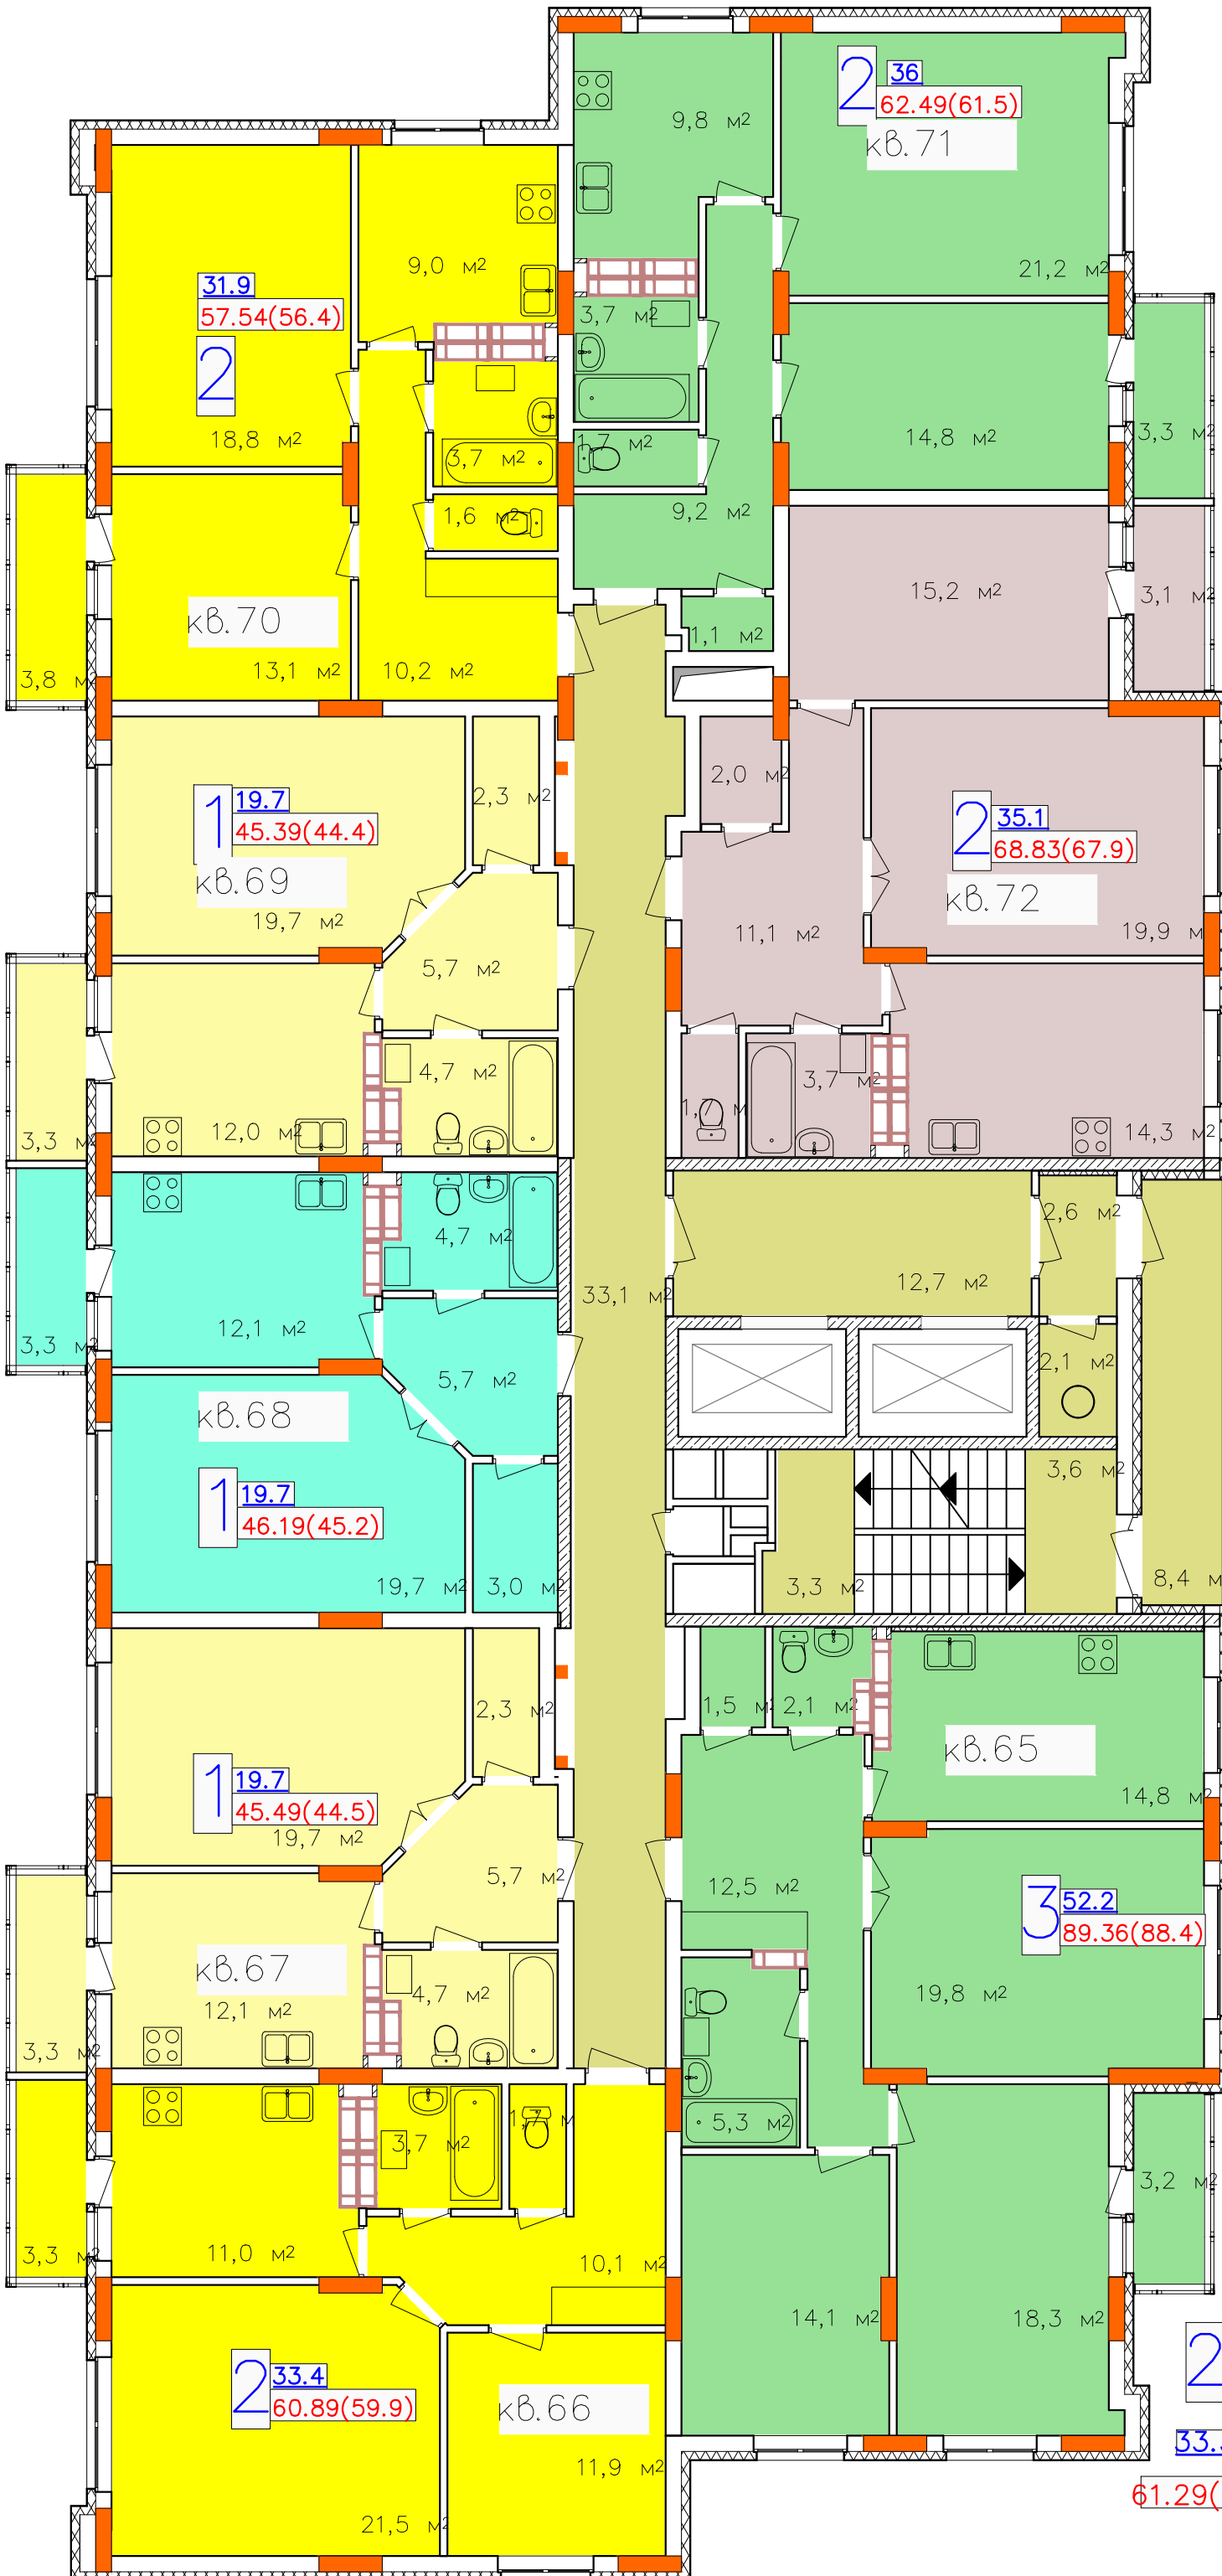 9,8 м2
2 36
62.49(61.5)
кв.71
21,2 м2
9,0 м2
31.9
57.54(56.4)
2
18,8 м2
3,7 м2
14,8 м2
3,3 м2
1,7 м2
3,7 м2
1,6 м2
9,2 м2
15,2 м2
3,1 м2
кв.70
1,1 м2
3,8 м2
13,1 м2
10,2 м2
2,3 м2
2,0 м2
1 19.7
45.39(44.4)
кв.69
19,7 м2
2 35.1
68.83(67.9)
кв.72
19,9 м
11,1 м2
5,7 м2
4,7 м2
3,7 м2
1,7 м
3,3 м2
12,0 м2
14,3 м2
4,7 м2
2,6 м2
12,7 м2
33,1 м2
3,3 м2
12,1 м2
5,7 м2
2,1 м2
кв.68
3,6 м2
1 19.7
46.19(45.2)
19,7 м2
3,0 м2
3,3 м2
8,4 м
2,3 м2
1,5 м2
2,1 м2
кв.65
14,8 м2
1 19.7
45.49(44.5)
19,7 м2
5,7 м2
12,5 м2
3 52.2
89.36(88.4)
19,8 м2
кв.67
12,1 м2
4,7 м2
3,3 м2
1,7 м
3,7 м2
5,3 м2
3,2 м2
3,3 м2
11,0 м2
10,1 м2
14,1 м2
18,3 м2
2 33.4
60.89(59.9)
кв.66
11,9 м2
21,5 м2
2
33.
61.29(